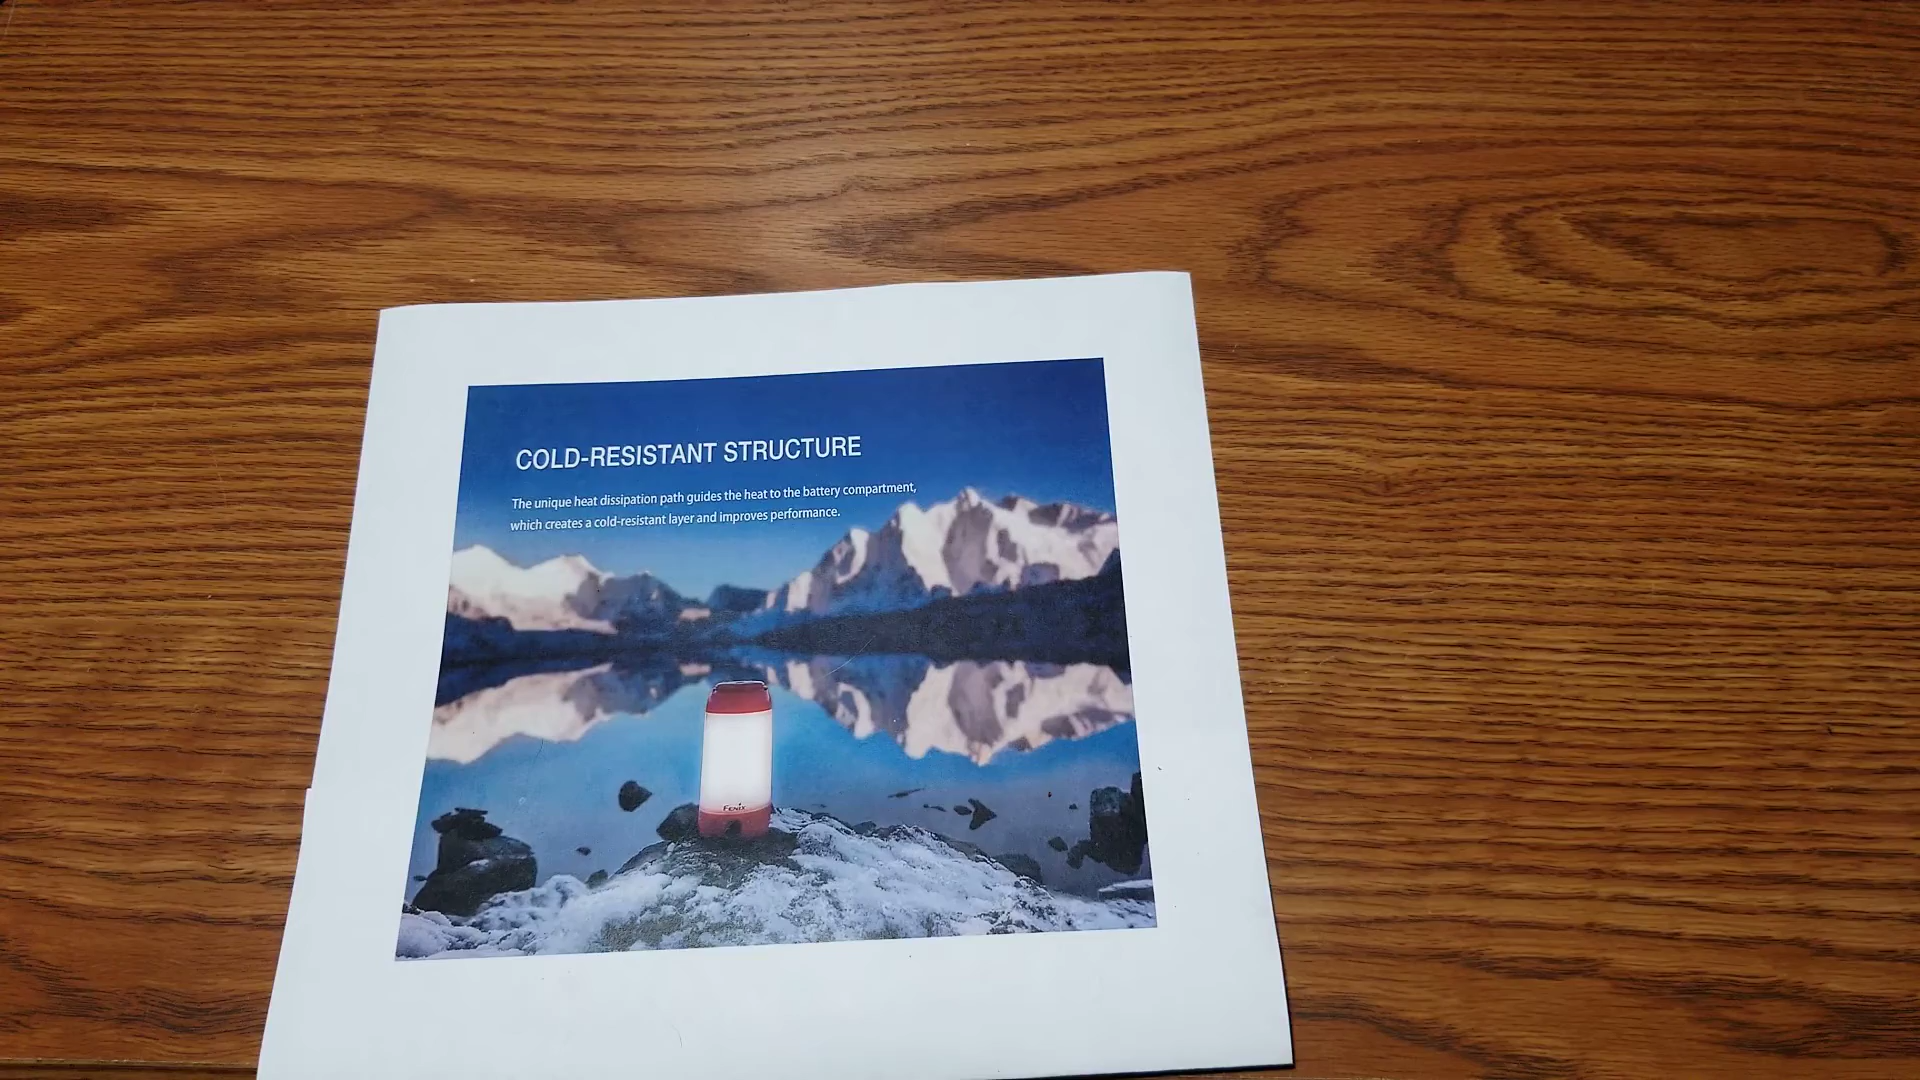 COLD-RESISTANT STRUCTURE
The unique heat dissipation path guides the heat to the battery compartment,
which creates a cold-resistant layer and improves performance.
FENIX